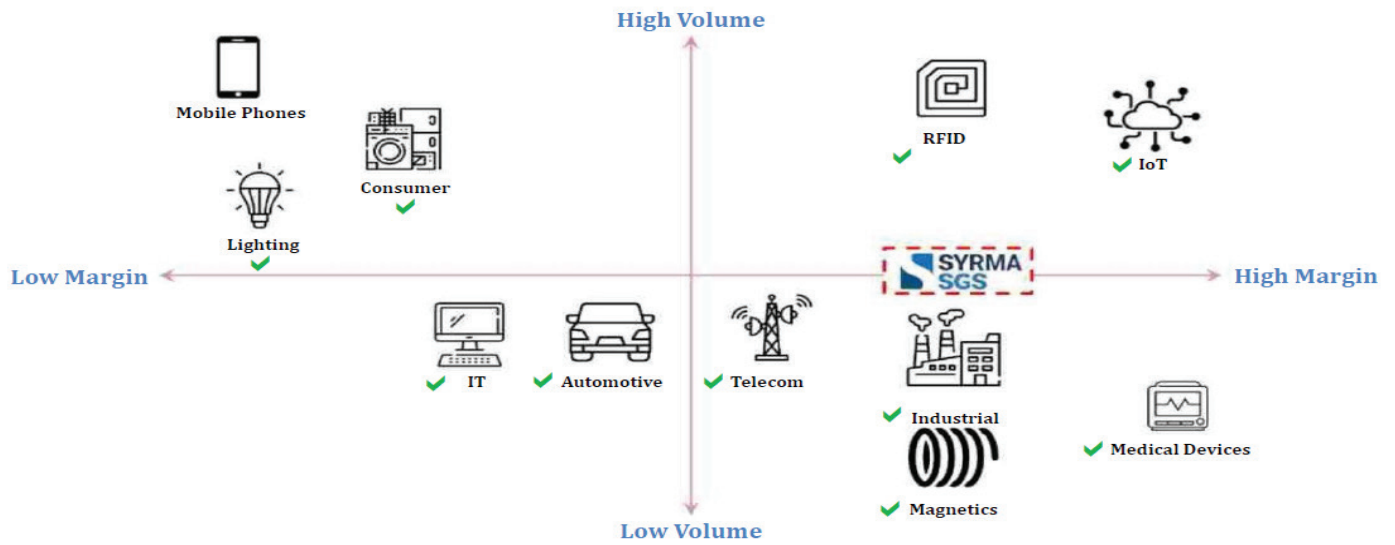 High Volume
Mobile Phones
RFID
IoT
Consumer
Lighting
Low Margin
SYRMA
SGS
High Margin
IT
Automotive
Telecom
Industrial
Medical Devices
Magnetics
Low Volume